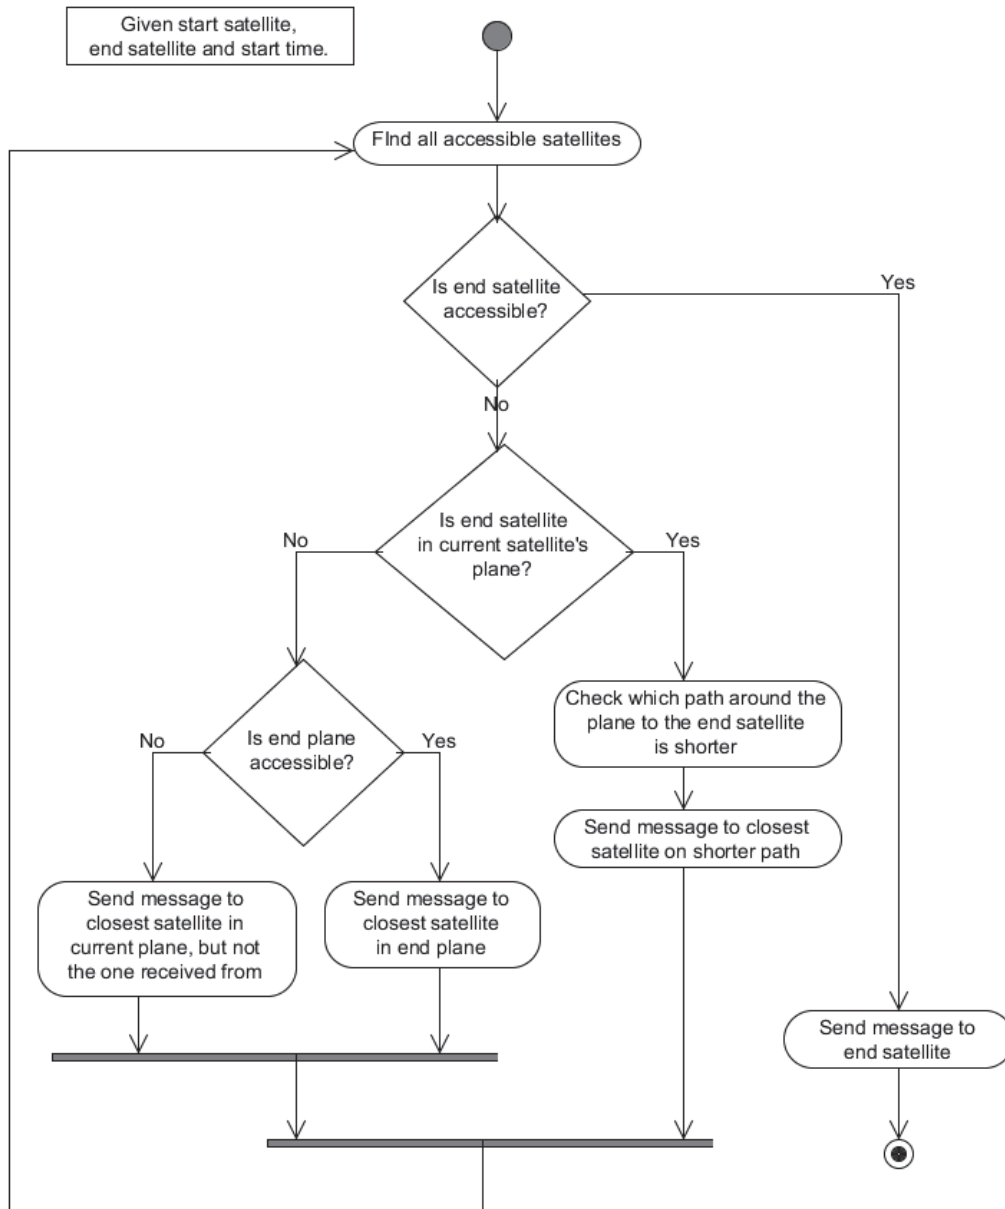 Given start satellite,
end satellite and start time.
FInd all accessible satellites
Is end satellite
accessible?
Yes
No
Is end satellite
in current satellite's
plane?
No
Yes
Check which path around the
plane to the end satellite
is shorter
Is end plane
accessible?
No
Yes
Send message to closest
satellite on shorter path
Send message to
closest satellite in
current plane, but not
the one received from
Send message to
closest satellite
in end plane
Send message to
end satellite